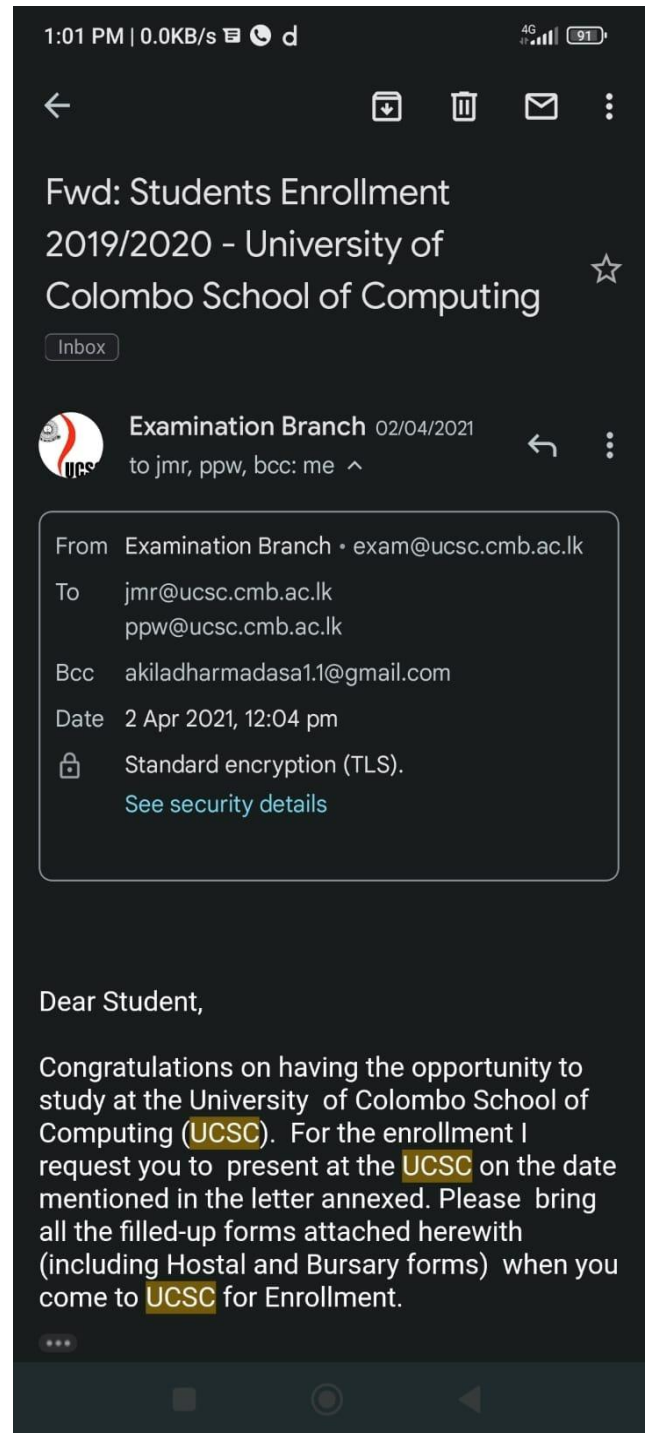 1:01 PM | 0.0KB/s d 4G 91
Fwd: Students Enrollment
2019/2020 - University of
Colombo School of Computing
Inbox
UCSC
Examination Branch 02/04/2021
to jmr, ppw, bcc: me
From Examination Branch • exam@ucsc.cmb.ac.lk
To jmr@ucsc.cmb.ac.lk
ppw@ucsc.cmb.ac.lk
Bcc akiladharmadasa1.1@gmail.com
Date 2 Apr 2021, 12:04 pm
Standard encryption (TLS).
See security details
Dear Student,
Congratulations on having the opportunity to
study at the University of Colombo School of
Computing (UCSC). For the enrollment I
request you to present at the UCSC on the date
mentioned in the letter annexed. Please bring
all the filled-up forms attached herewith
(including Hostal and Bursary forms) when you
come to UCSC for Enrollment.